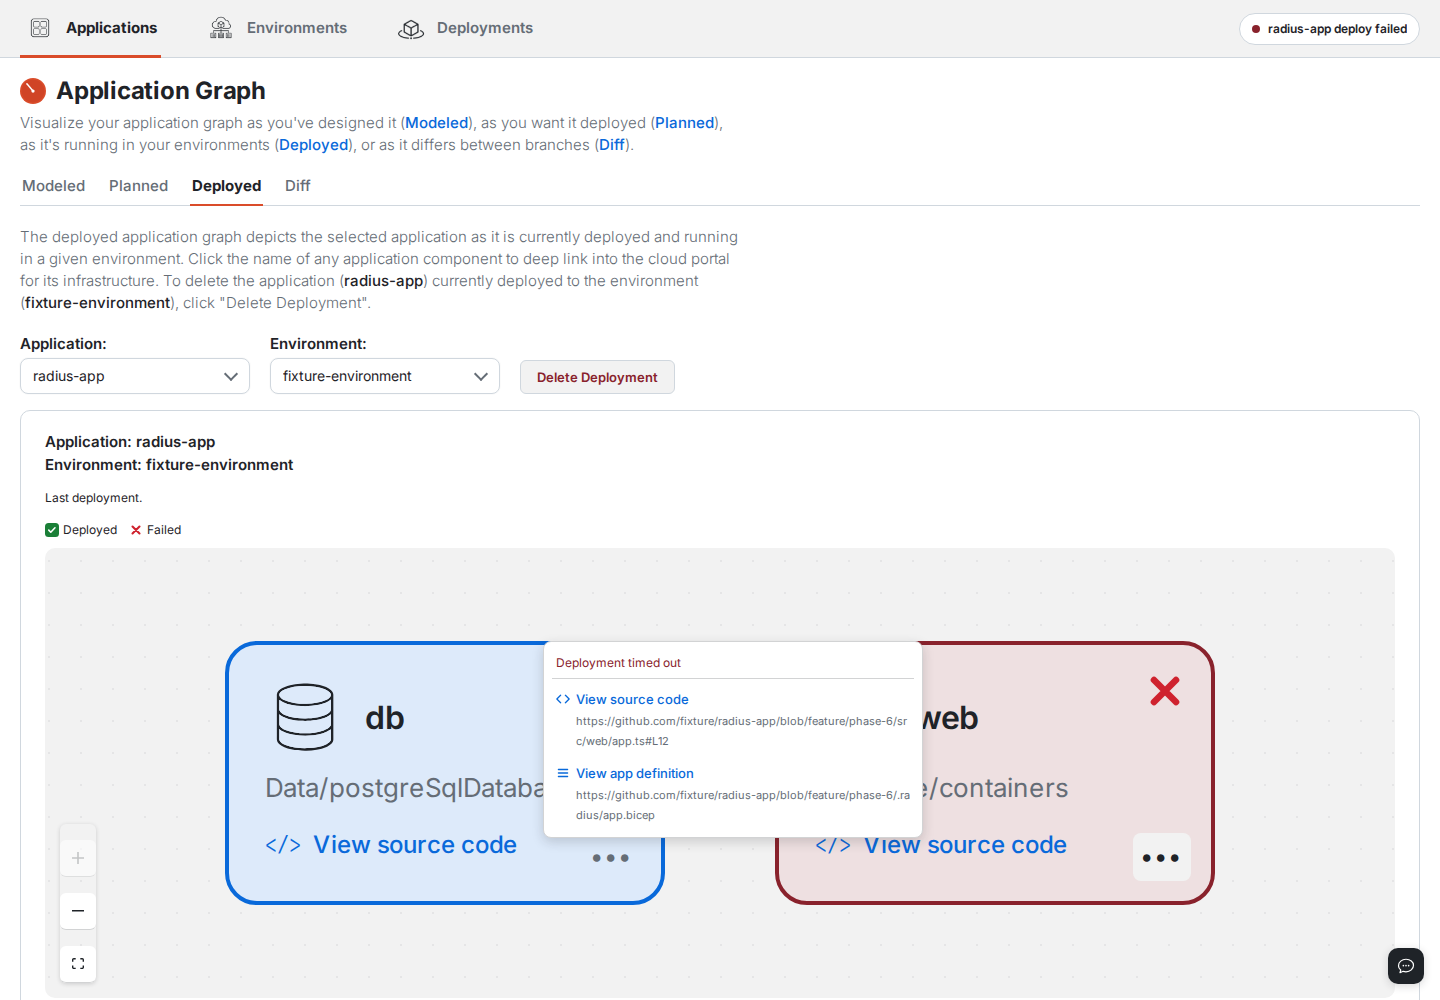 Applications
Environments
Deployments
radius-app deploy failed
Application Graph
Visualize your application graph as you've designed it (Modeled), as you want it deployed (Planned),
as it's running in your environments (Deployed), or as it differs between branches (Diff).
Modeled
Planned
Deployed
Diff
The deployed application graph depicts the selected application as it is currently deployed and running
in a given environment. Click the name of any application component to deep link into the cloud portal
for its infrastructure. To delete the application (radius-app) currently deployed to the environment
(fixture-environment), click "Delete Deployment".
Application:
Environment:
radius-app
fixture-environment
Delete Deployment
Application: radius-app
Environment: fixture-environment
Last deployment.
Deployed
Failed
db
Data/postgreSqlDataba
</> View source code
Deployment timed out
View source code
https://github.com/fixture/radius-app/blob/feature/phase-6/sr
c/web/app.ts#L12
View app definition
https://github.com/fixture/radius-app/blob/feature/phase-6/.ra
dius/app.bicep
web
e/containers
</> View source code